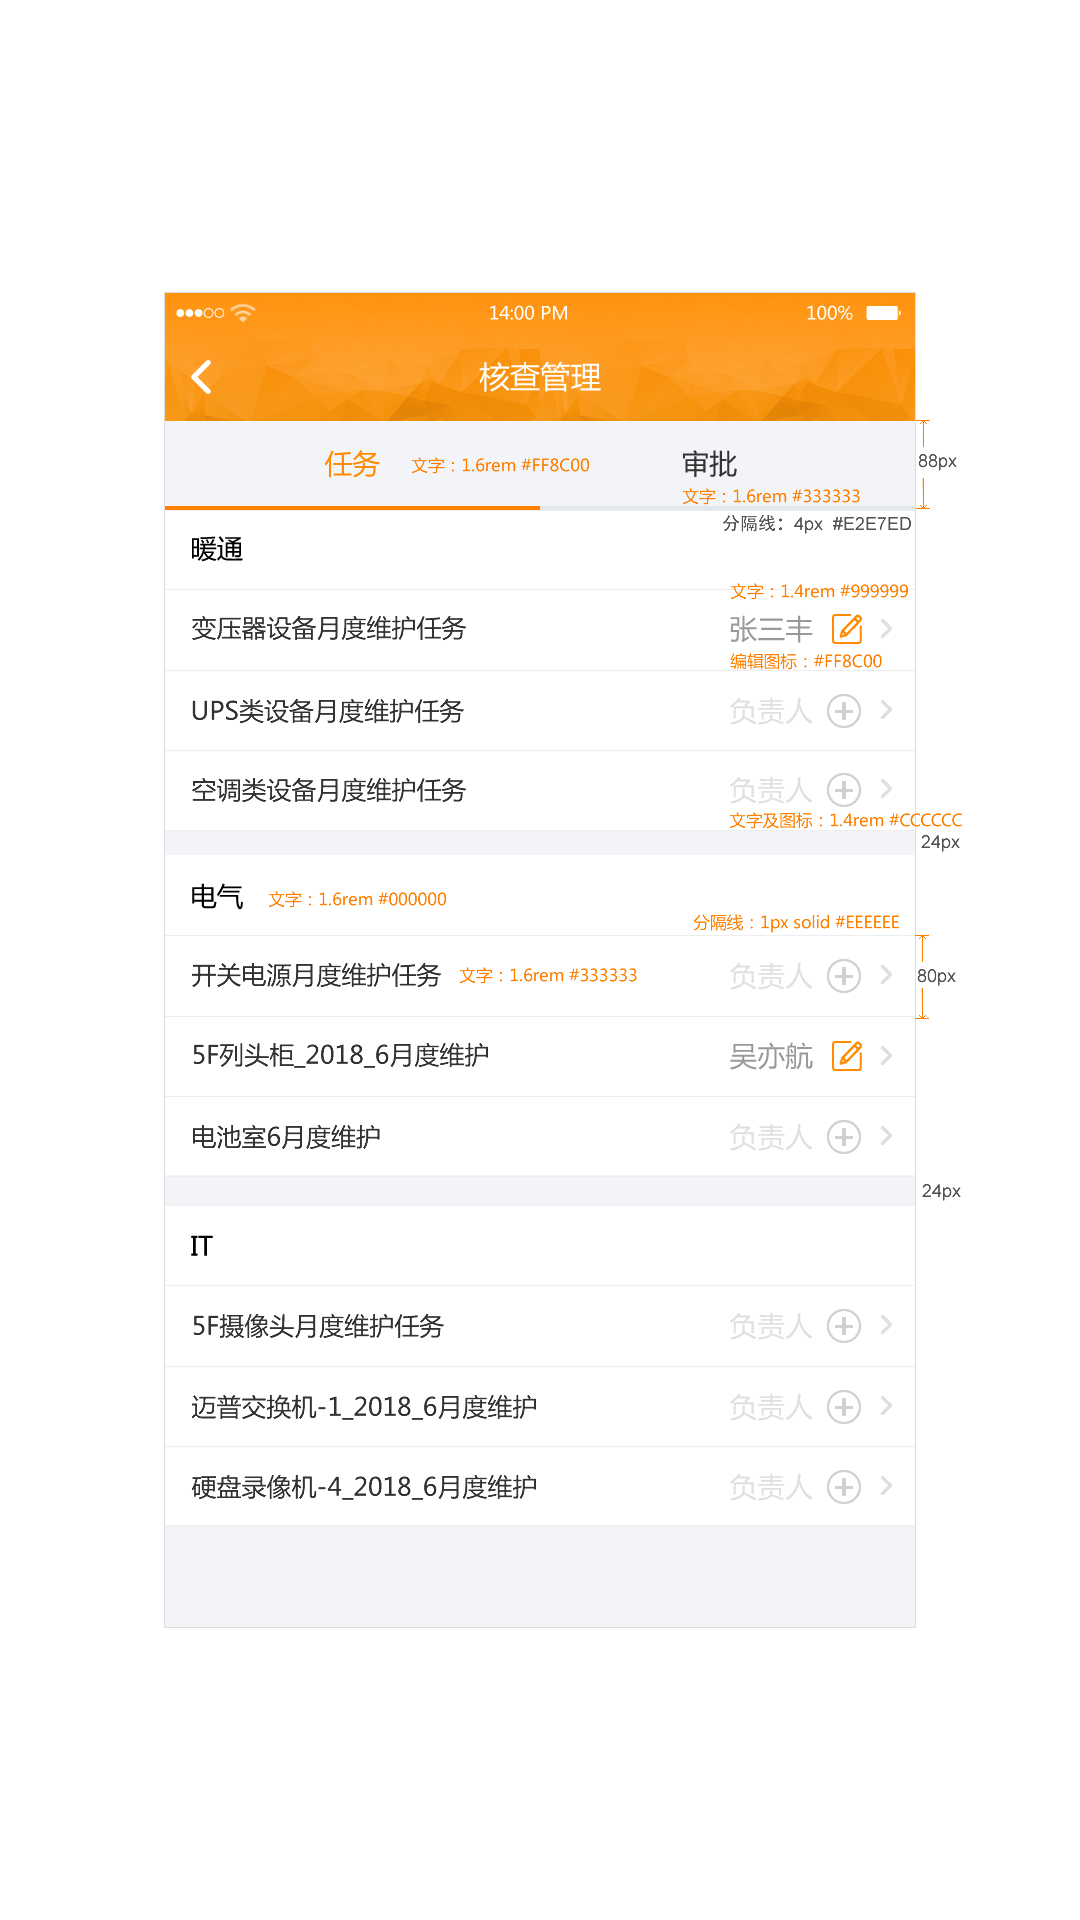 14:00 PM 100%
核查管理
任务 文字：1.6rem #FF8C00 审批
88px
文字：1.6rem #333333
分隔线：4px #E2E7ED
暖通
文字：1.4rem #999999
变压器设备月度维护任务 张三丰
编辑图标：#FF8C00
UPS类设备月度维护任务 负责人
空调类设备月度维护任务 负责人
文字及图标：1.4rem #CCCCCC
24px
电气 文字：1.6rem #000000
分隔线：1px solid #EEEEEE
开关电源月度维护任务 文字：1.6rem #333333 负责人 80px
5F列头柜_2018_6月度维护 吴亦航
电池室6月度维护 负责人
24px
IT
5F摄像头月度维护任务 负责人
迈普交换机-1_2018_6月度维护 负责人
硬盘录像机-4_2018_6月度维护 负责人